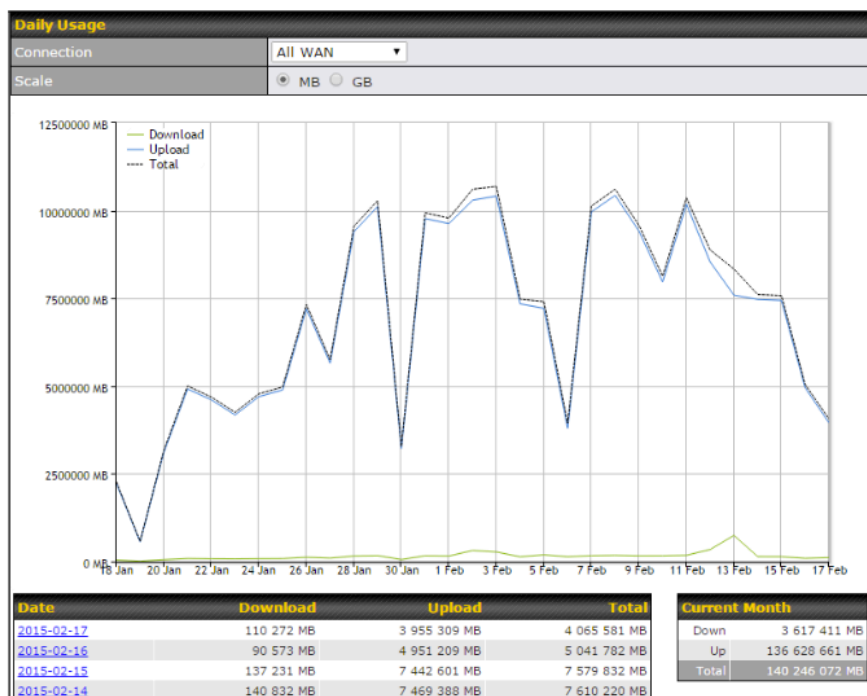 Daily Usage
Connection All WAN
Scale MB GB
12500000 MB
Download
Upload
Total
10000000 MB
7500000 MB
5000000 MB
2500000 MB
0 MB
18 Jan 20 Jan 22 Jan 24 Jan 26 Jan 28 Jan 30 Jan 1 Feb 3 Feb 5 Feb 7 Feb 9 Feb 11 Feb 13 Feb 15 Feb 17 Feb
Date Download Upload Total
2015-02-17 110 272 MB 3 955 309 MB 4 065 581 MB
2015-02-16 90 573 MB 4 951 209 MB 5 041 782 MB
2015-02-15 137 231 MB 7 442 601 MB 7 579 832 MB
2015-02-14 140 832 MB 7 469 388 MB 7 610 220 MB
Current Month
Down 3 617 411 MB
Up 136 628 661 MB
Total 140 246 072 MB